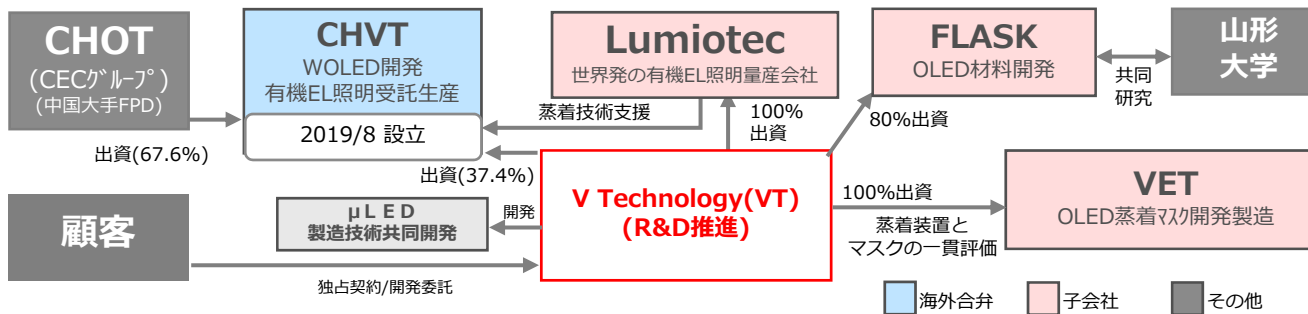 CHOT
(CECｸﾞﾙｰﾌﾟ)
(中国大手FPD)
CHVT
WOLED開発
有機EL照明受託生産
2019/8 設立
Lumiotec
世界発の有機EL照明量産会社
FLASK
OLED材料開発
山形
大学
共同
研究
蒸着技術支援
100%
出資
80%出資
出資(67.6%)
出資(37.4%)
V Technology(VT)
(R&D推進)
100%出資
蒸着装置と
マスクの一貫評価
VET
OLED蒸着ﾏｽｸ開発製造
顧客
μＬＥＤ
製造技術共同開発
開発
独占契約/開発委託
海外合弁
子会社
その他